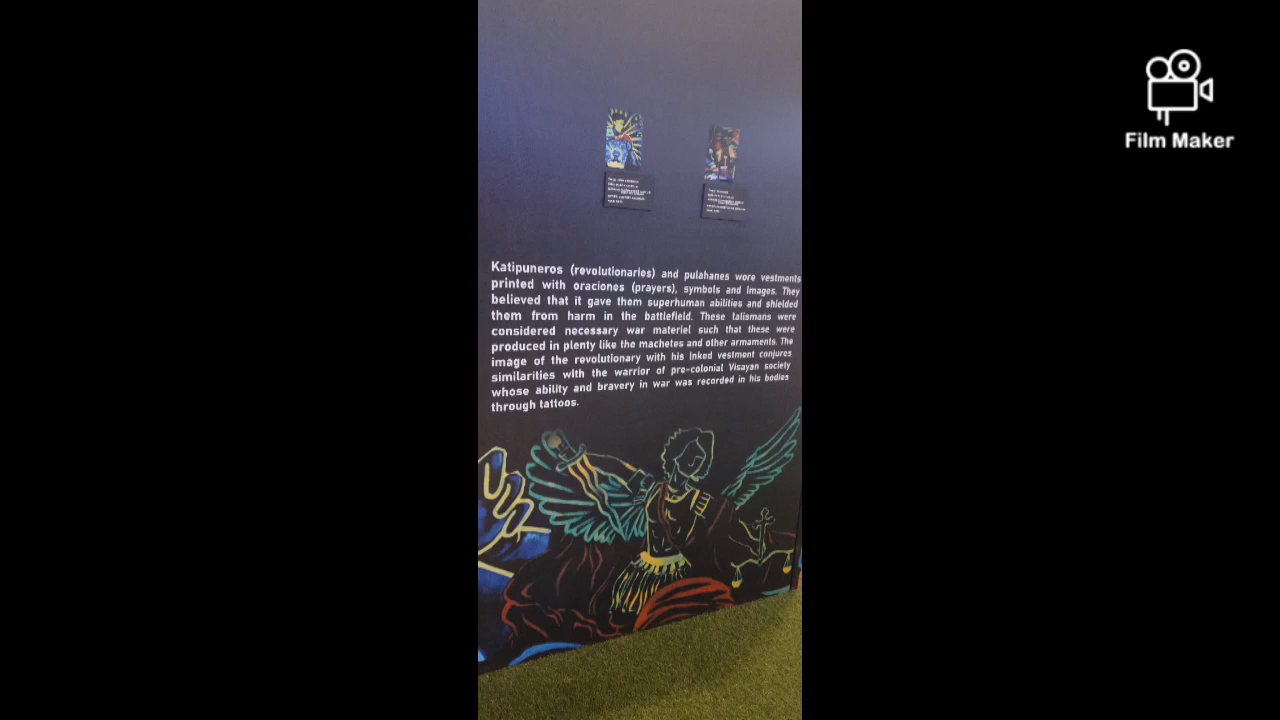 Film Maker
Katipuneros (revolutionaries) and pulahanes wore vestments
printed with oraciones (prayers), symbols and images. They
believed that it gave them superhuman abilities and shielded
them from harm in the battlefield. These talismans were
considered necessary war materiel such that these were
produced in plenty like the machetes and other armaments. The
image of the revolutionary with his Inked vestment conjures
similarities with the warrior of pre-colonial Visayan society
whose ability and bravery in war was recorded in his bodies
through tattoos.